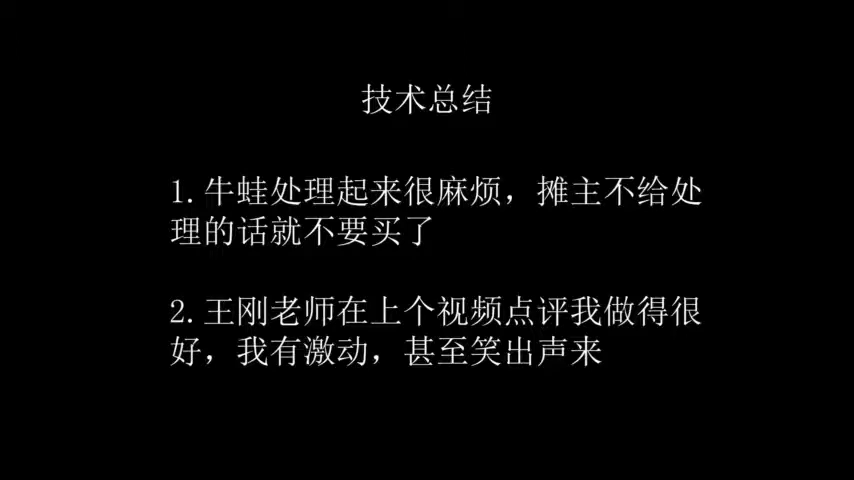 技术总结
1.牛蛙处理起来很麻烦，摊主不给处
理的话就不要买了
2.王刚老师在上个视频点评我做得很
好，我有激动，甚至笑出声来